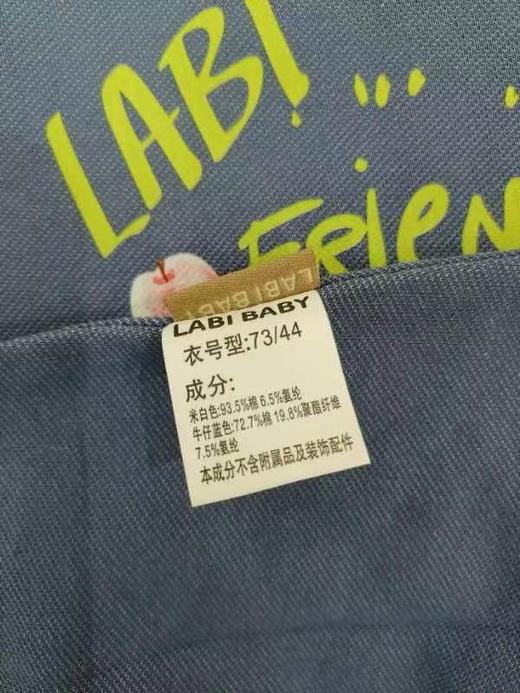 LABI...
FRIEN
LABI BABY
LABI BABY
衣号型:73/44
成分:
米白色:93.5%棉 6.5%氨纶
牛仔蓝色:72.7%棉 19.8%聚酯纤维
7.5%氨纶
本成分不含附属品及装饰配件